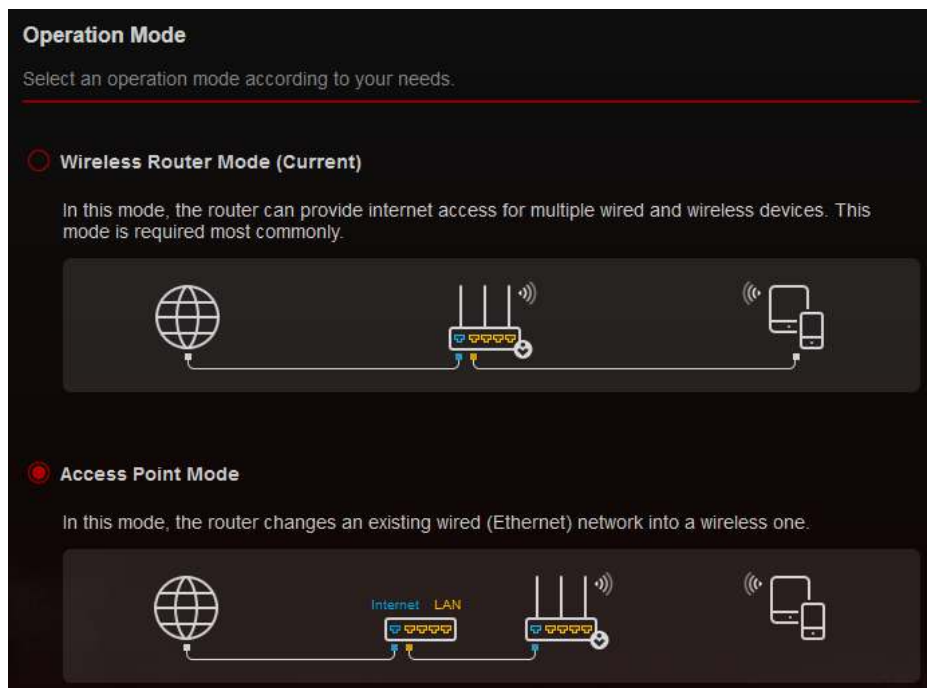 Operation Mode
Select an operation mode according to your needs.
Wireless Router Mode (Current)
In this mode, the router can provide internet access for multiple wired and wireless devices. This
mode is required most commonly.
Access Point Mode
In this mode, the router changes an existing wired (Ethernet) network into a wireless one.
Internet LAN